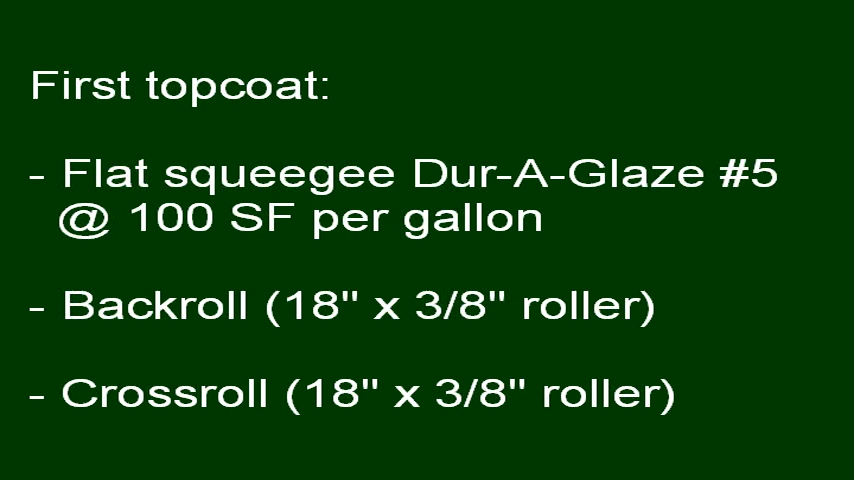 First topcoat:
- Flat squeegee Dur-A-Glaze #5
@ 100 SF per gallon
- Backroll (18" x 3/8" roller)
- Crossroll (18" x 3/8" roller)